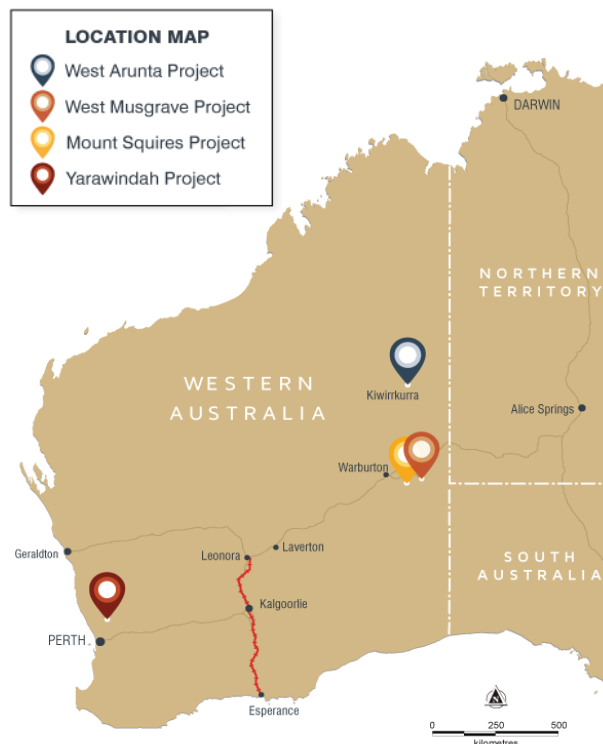 LOCATION MAP
West Arunta Project
West Musgrave Project
Mount Squires Project
Yarawindah Project
DARWIN
NORTHERN
TERRITORY
WESTERN
AUSTRALIA
Kiwirrkurra
Alice Springs
Warburton
Geraldton
Leonora
Laverton
SOUTH
AUSTRALIA
Kalgoorlie
PERTH
Esperance
0 250 500
kilometres